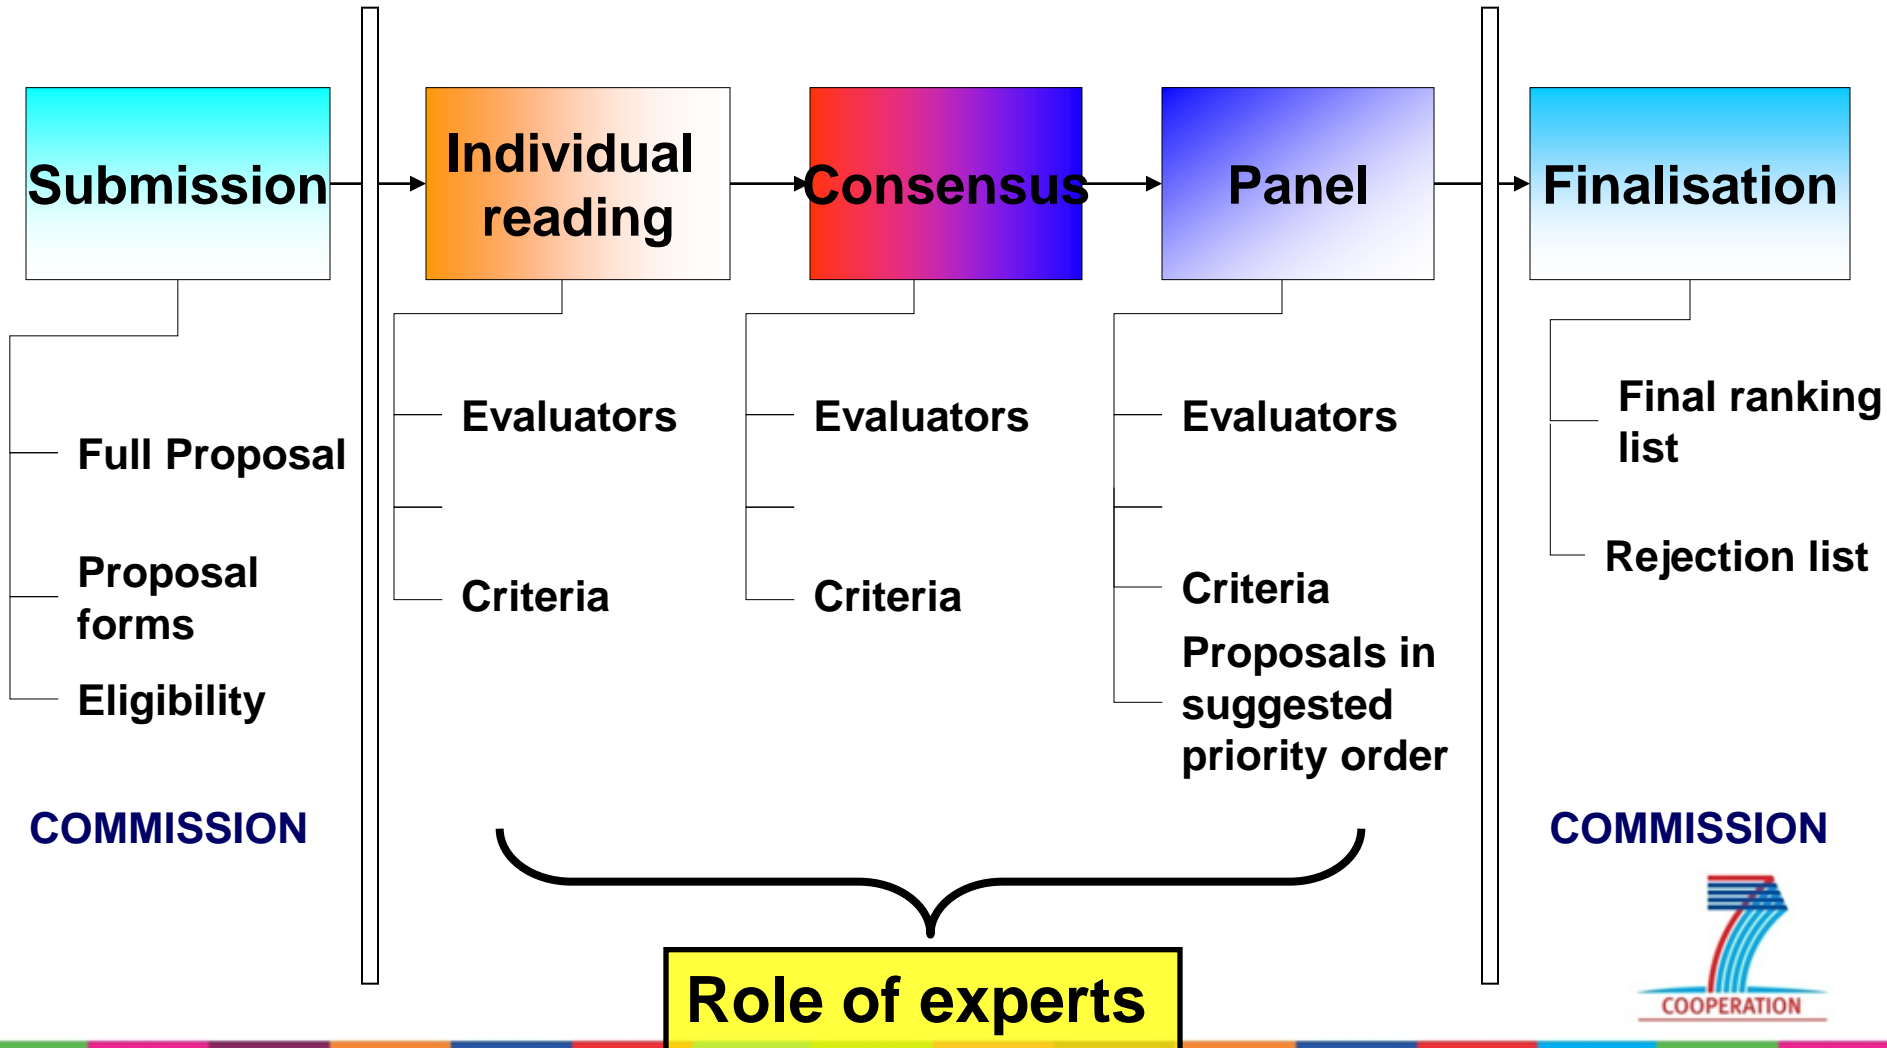 Submission
Individual
reading
Consensus
Panel
Finalisation
Full Proposal
Proposal
forms
Eligibility
Evaluators
Criteria
Evaluators
Criteria
Evaluators
Criteria
Proposals in
suggested
priority order
Final ranking
list
Rejection list
COMMISSION
COMMISSION
Role of experts
7
COOPERATION